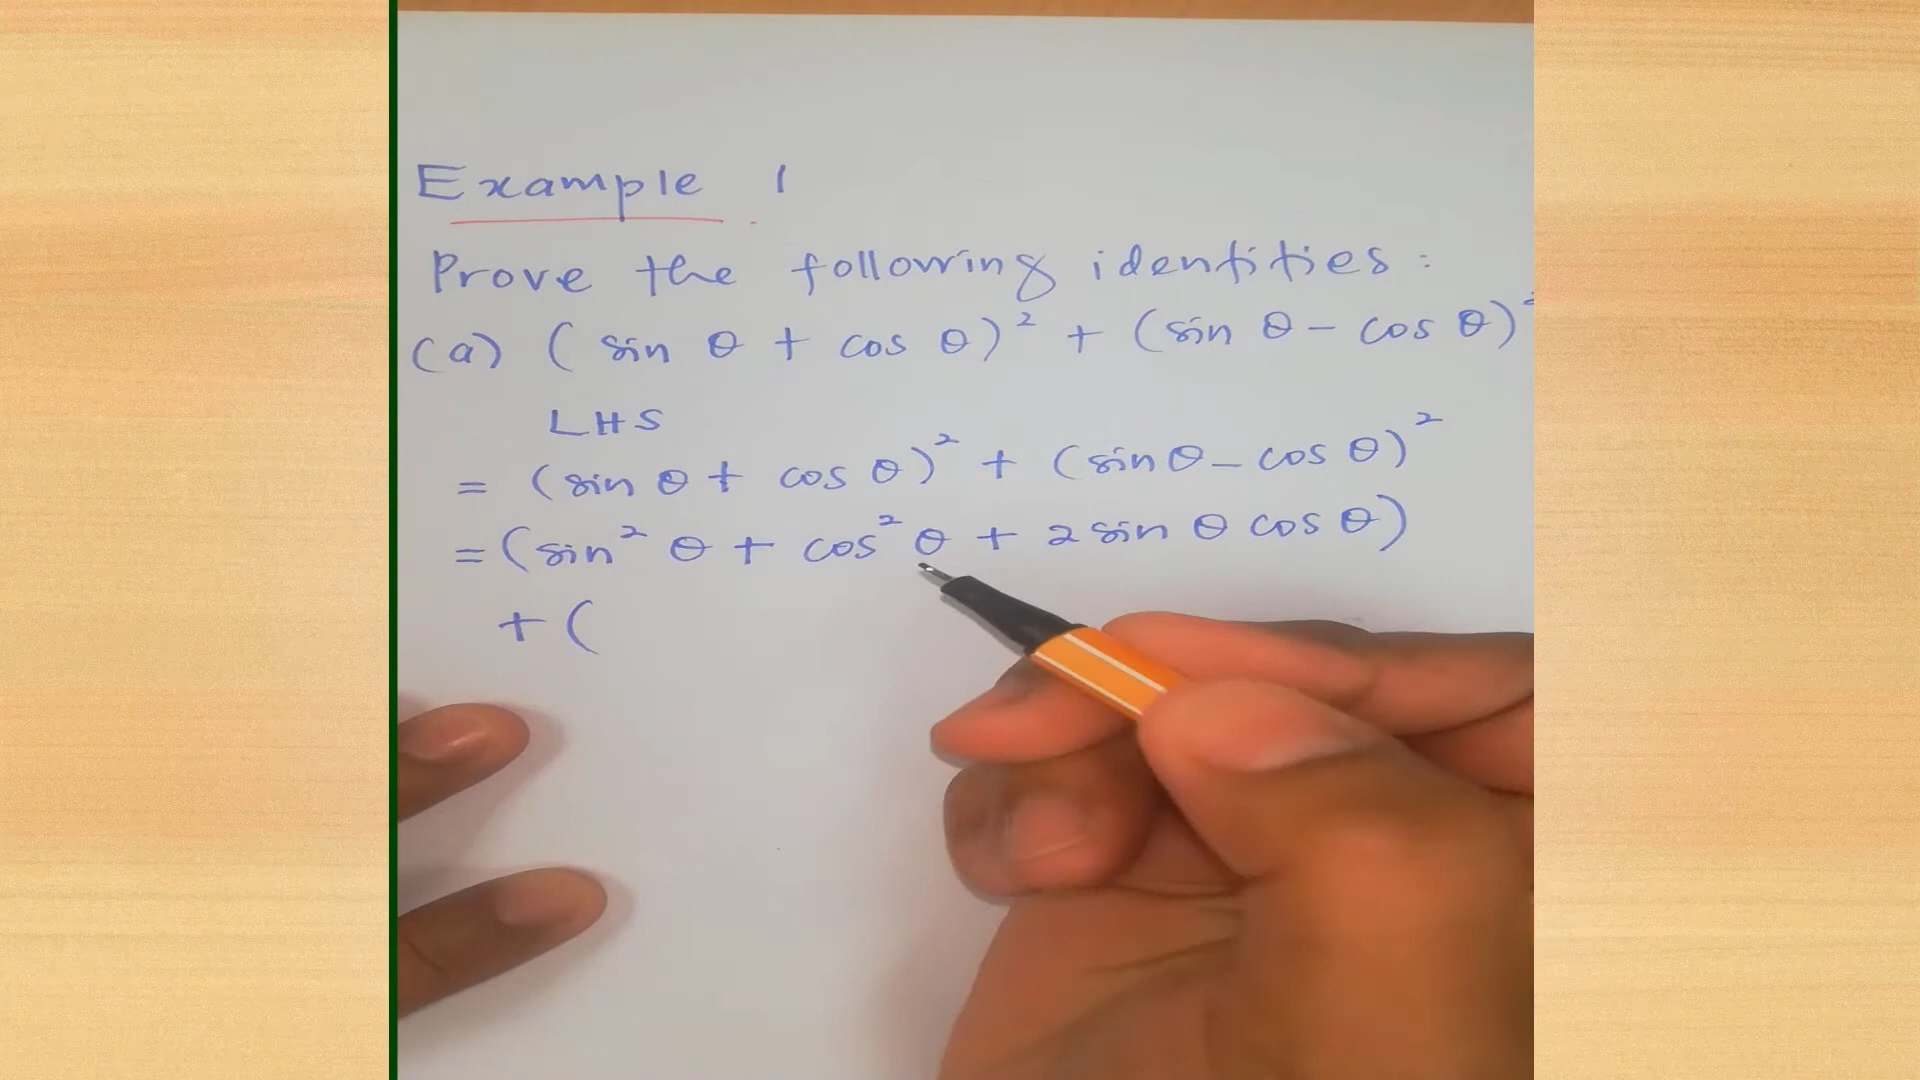 Example 1
Prove the following identities :
(a) ( sin θ + cos θ )² + ( sin θ - cos θ )²
LHS
= ( sin θ + cos θ )² + ( sin θ - cos θ )²
= ( sin² θ + cos² θ + 2 sin θ cos θ )
+ (